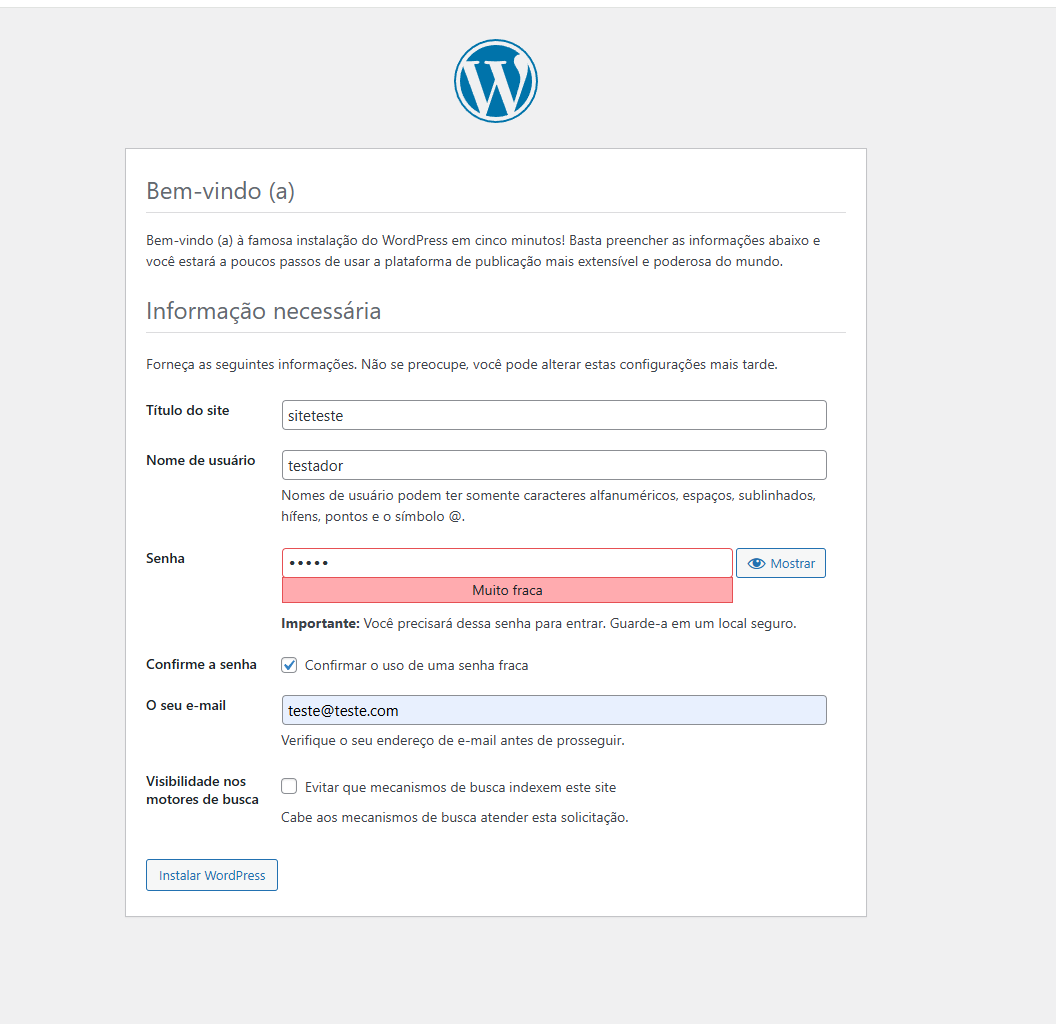 Bem-vindo (a)
Bem-vindo (a) à famosa instalação do WordPress em cinco minutos! Basta preencher as informações abaixo e
você estará a poucos passos de usar a plataforma de publicação mais extensível e poderosa do mundo.
Informação necessária
Forneça as seguintes informações. Não se preocupe, você pode alterar estas configurações mais tarde.
Título do site
siteteste
Nome de usuário
testador
Nomes de usuário podem ter somente caracteres alfanuméricos, espaços, sublinhados,
hífens, pontos e o símbolo @.
Senha
•••••
Mostrar
Muito fraca
Importante: Você precisará dessa senha para entrar. Guarde-a em um local seguro.
Confirme a senha
Confirmar o uso de uma senha fraca
O seu e-mail
teste@teste.com
Verifique o seu endereço de e-mail antes de prosseguir.
Visibilidade nos
motores de busca
Evitar que mecanismos de busca indexem este site
Cabe aos mecanismos de busca atender esta solicitação.
Instalar WordPress